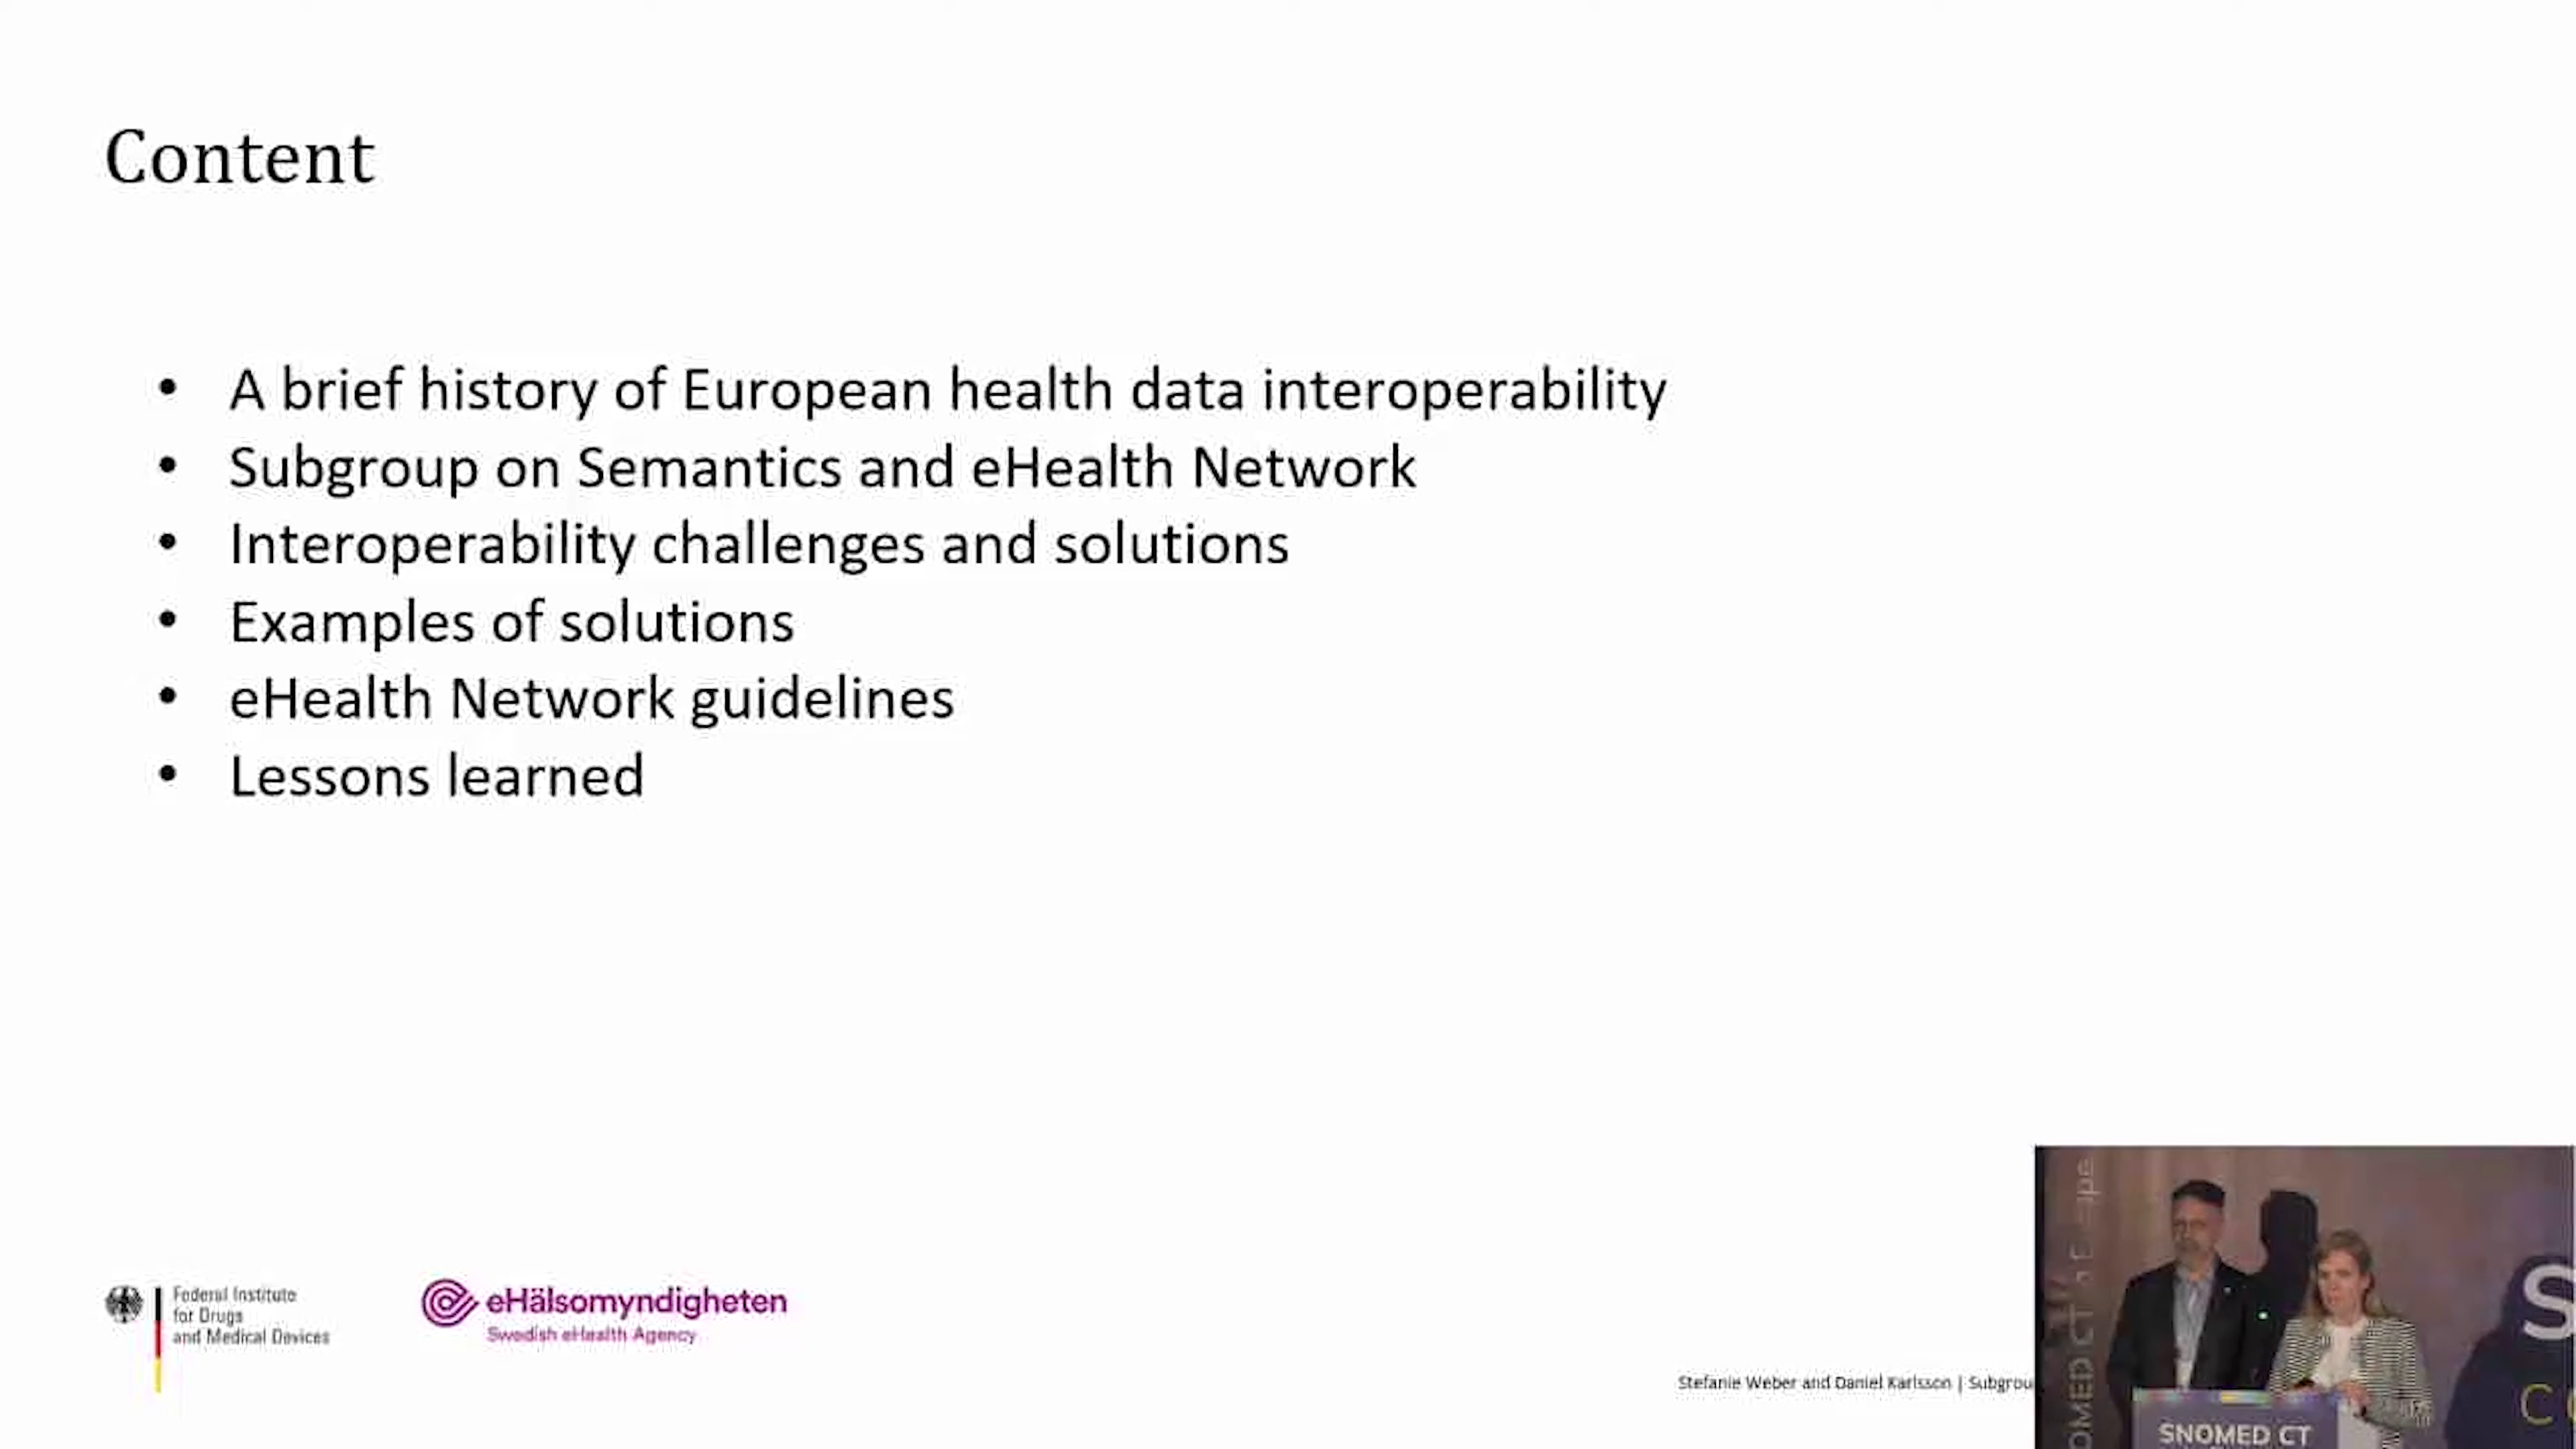 Content
• A brief history of European health data interoperability
• Subgroup on Semantics and eHealth Network
• Interoperability challenges and solutions
• Examples of solutions
• eHealth Network guidelines
• Lessons learned
Federal Institute
for Drugs
and Medical Devices
eHälsomyndigheten
Swedish eHealth Agency
Stefanie Weber and Daniel Karlsson | Subgrou
SNOMED CT